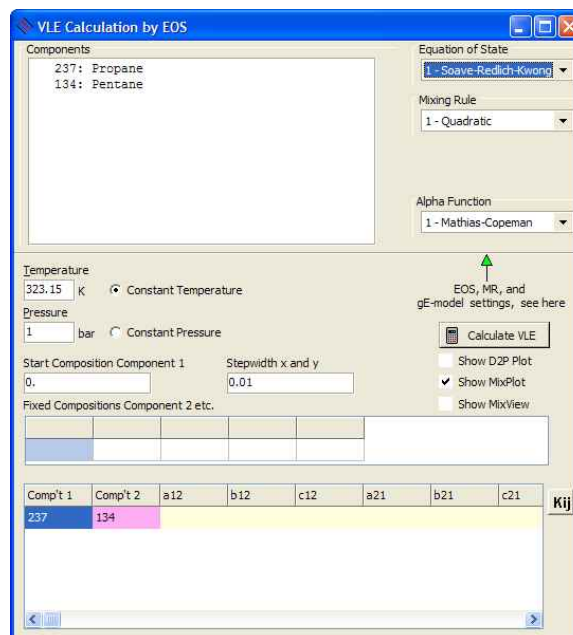 VLE Calculation by EOS
Components
237: Propane
134: Pentane
Equation of State
1 - Soave-Redlich-Kwong
Mixing Rule
1 - Quadratic
Alpha Function
1 - Mathias-Copeman
EOS, MR, and
gE-model settings, see here
Temperature
323.15 K Constant Temperature
Pressure
1 bar Constant Pressure
Calculate VLE
Start Composition Component 1 Stepwidth x and y
0. 0.01
Show D2P Plot
Show MixPlot
Show MixView
Fixed Compositions Component 2 etc.
Comp't 1 Comp't 2 a12 b12 c12 a21 b21 c21
237 134
Kij